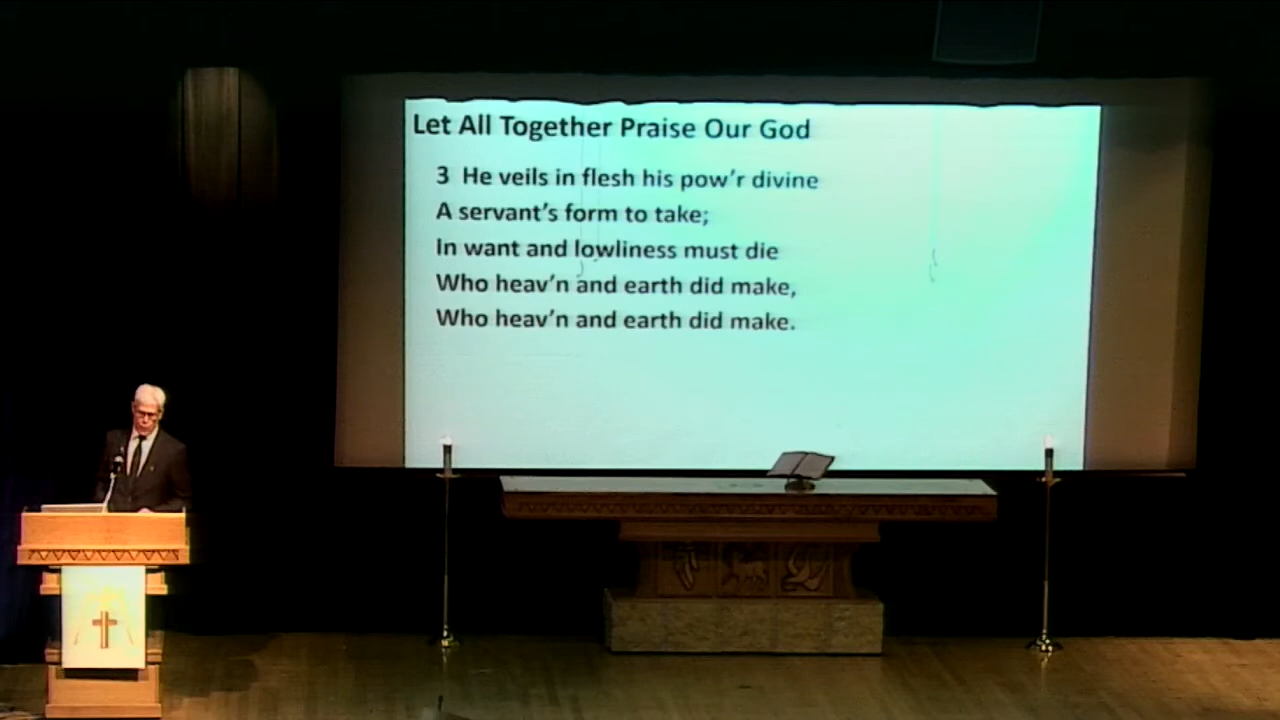 Let All Together Praise Our God
3 He veils in flesh his pow'r divine
A servant's form to take;
In want and lowliness must die
Who heav'n and earth did make,
Who heav'n and earth did make.